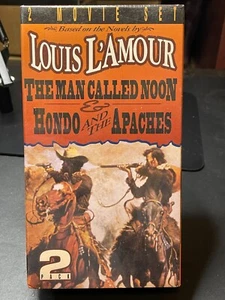 2 MOVIE SET
Based on the Novels by
LOUIS L'AMOUR
THE MAN CALLED NOON
&
HONDO AND THE APACHES
2
PACK